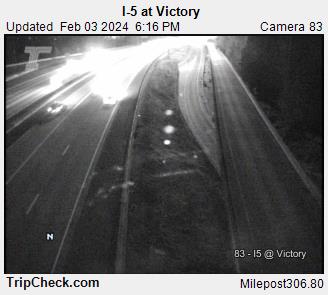 I-5 at Victory
Updated  Feb 03 2024  6:16 PM
Camera 83
T
N
83 - I5 @ Victory
TripCheck.com
Milepost306.80